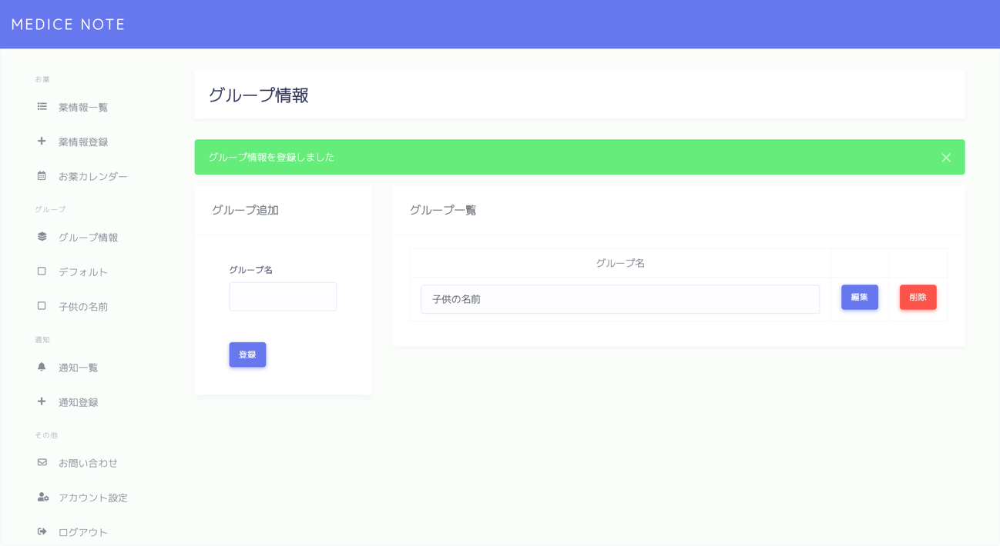 MEDICE NOTE
お薬
薬情報一覧
薬情報登録
お薬カレンダー
グループ
グループ情報
デフォルト
子供の名前
通知
通知一覧
通知登録
その他
お問い合わせ
アカウント設定
ログアウト
グループ情報
グループ情報を登録しました
グループ追加
グループ名
登録
グループ一覧
グループ名
子供の名前 編集 削除